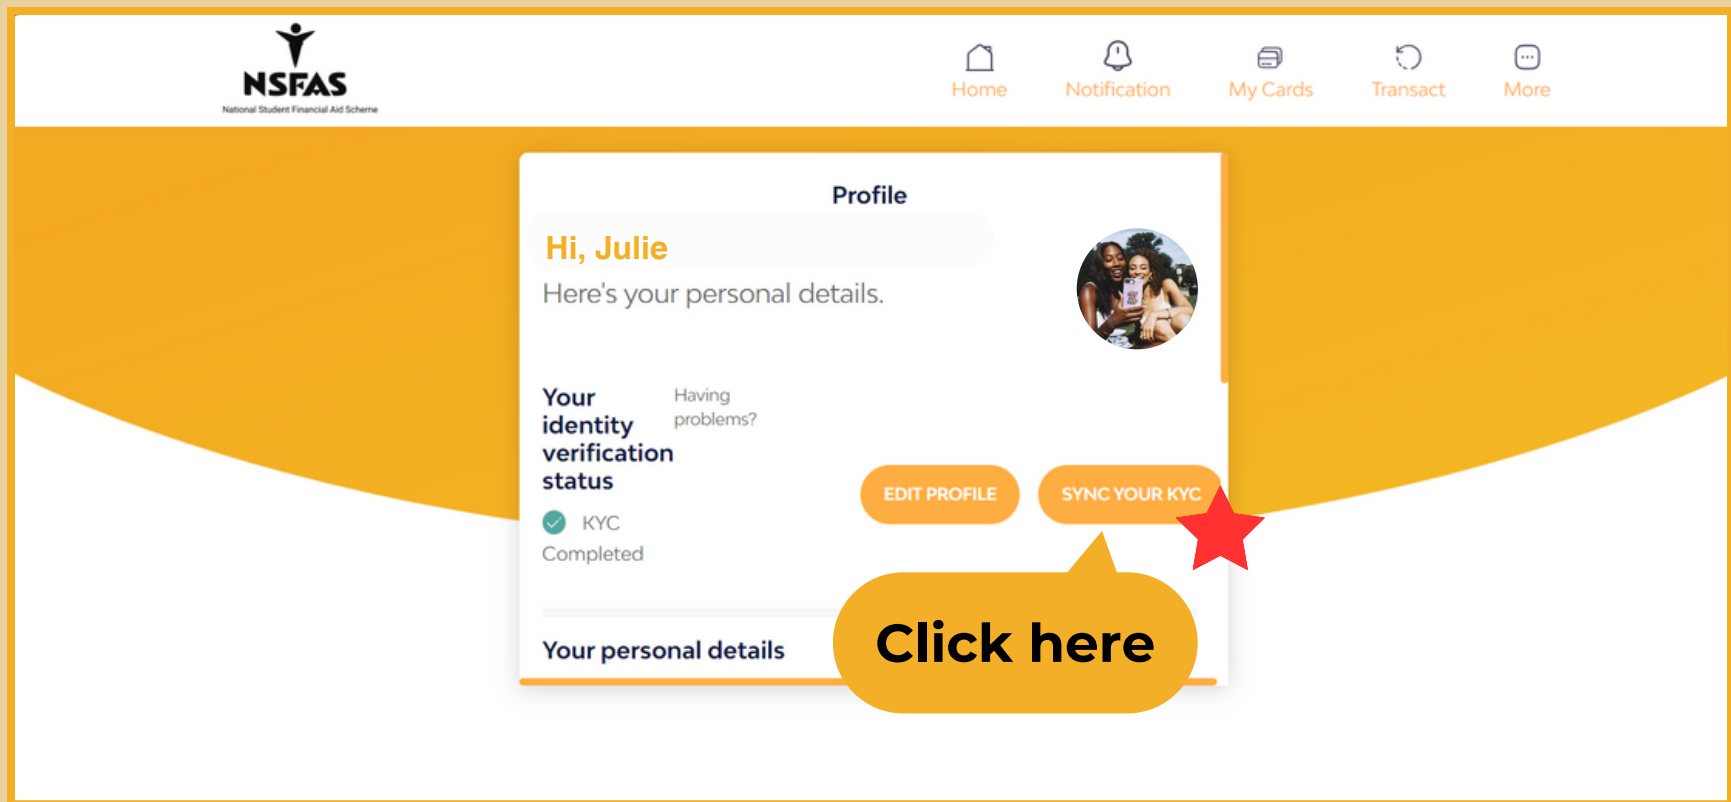 NSFAS
National Student Financial Aid Scheme
Home
Notification
My Cards
Transact
More
Profile
Hi, Julie
Here's your personal details.
Your
identity
verification
status
Having
problems?
KYC
Completed
EDIT PROFILE
SYNC YOUR KYC
Click here
Your personal details